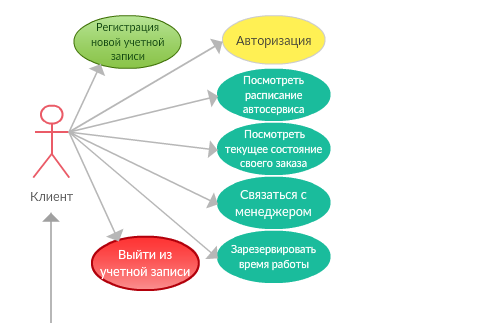 Регистрация
новой учетной
записи
Авторизация
Посмотреть
расписание
автосервиса
Посмотреть
текущее состояние
своего заказа
Клиент
Связаться с
менеджером
Выйти из
учетной записи
Зарезервировать
время работы